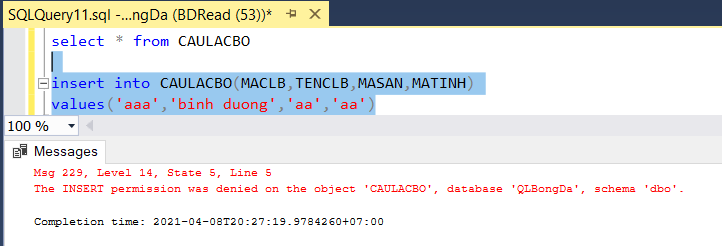 SQLQuery11.sql -...ngDa (BDRead (53))*
select * from CAULACBO
insert into CAULACBO(MACLB,TENCLB,MASAN,MATINH)
values('aaa','binh duong','aa','aa')
100 %
Messages
Msg 229, Level 14, State 5, Line 5
The INSERT permission was denied on the object 'CAULACBO', database 'QLBongDa', schema 'dbo'.
Completion time: 2021-04-08T20:27:19.9784260+07:00